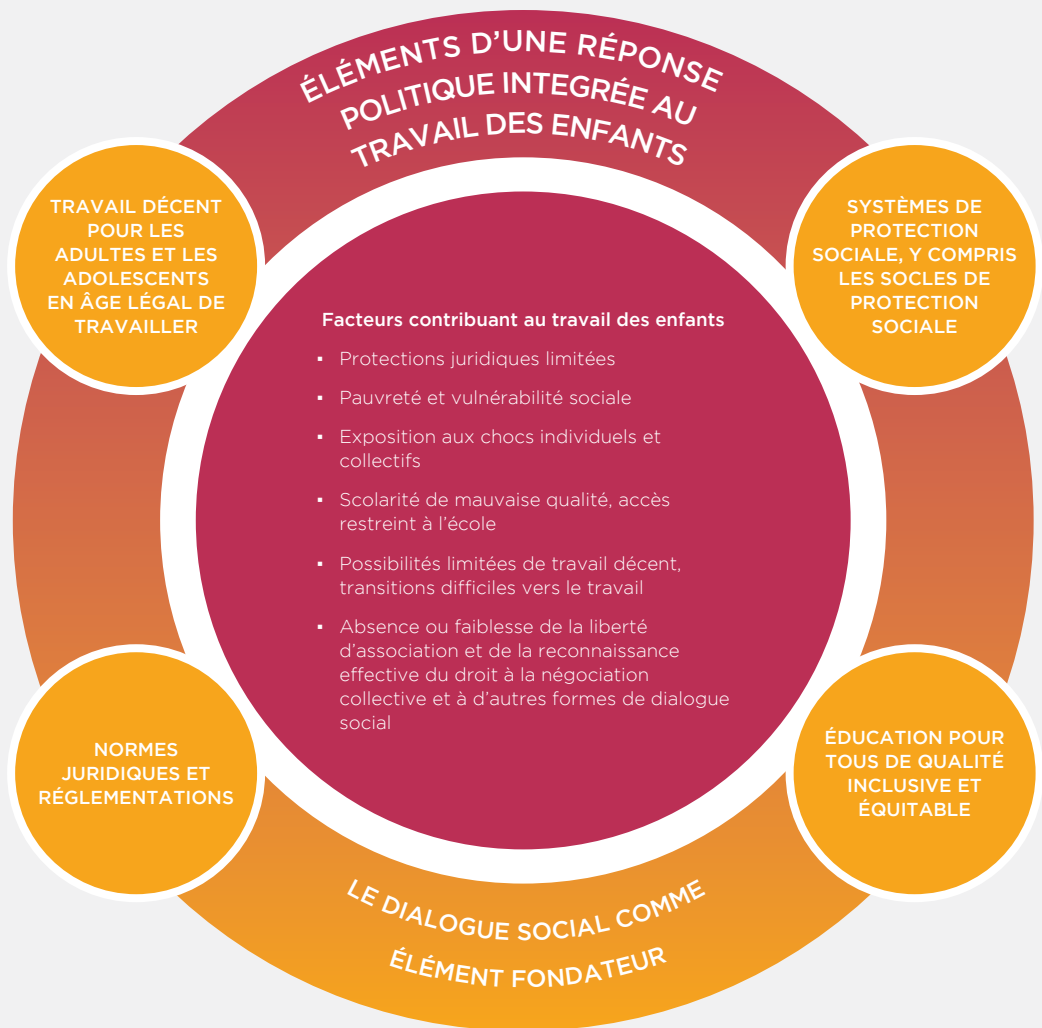 ÉLÉMENTS D'UNE RÉPONSE
POLITIQUE INTEGRÉE AU
TRAVAIL DES ENFANTS
TRAVAIL DÉCENT
POUR LES
ADULTES ET LES
ADOLESCENTS
EN ÂGE LÉGAL DE
TRAVAILLER
SYSTÈMES DE
PROTECTION
SOCIALE, Y COMPRIS
LES SOCLES DE
PROTECTION
SOCIALE
Facteurs contribuant au travail des enfants
▪ Protections juridiques limitées
▪ Pauvreté et vulnérabilité sociale
▪ Exposition aux chocs individuels et
collectifs
▪ Scolarité de mauvaise qualité, accès
restreint à l'école
▪ Possibilités limitées de travail décent,
transitions difficiles vers le travail
▪ Absence ou faiblesse de la liberté
d'association et de la reconnaissance
effective du droit à la négociation
collective et à d'autres formes de dialogue
social
NORMES
JURIDIQUES ET
RÉGLEMENTATIONS
ÉDUCATION POUR
TOUS DE QUALITÉ
INCLUSIVE ET
ÉQUITABLE
LE DIALOGUE SOCIAL COMME
ÉLÉMENT FONDATEUR